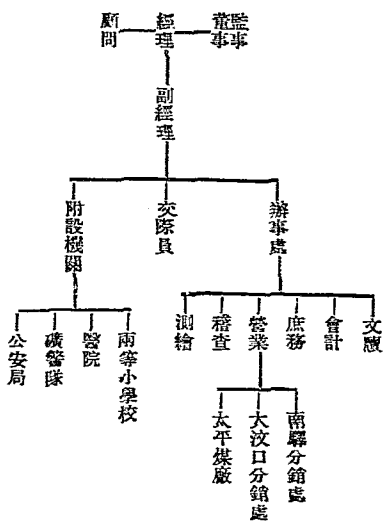 董事
監事
經理
顧問
副經理
辦事處
交際員
附設機關
文牘
會計
庶務
營業
稽查
測繪
兩等小學校
醫院
礦警隊
公安局
南驛分銷處
大汶口分銷處
太平煤廠